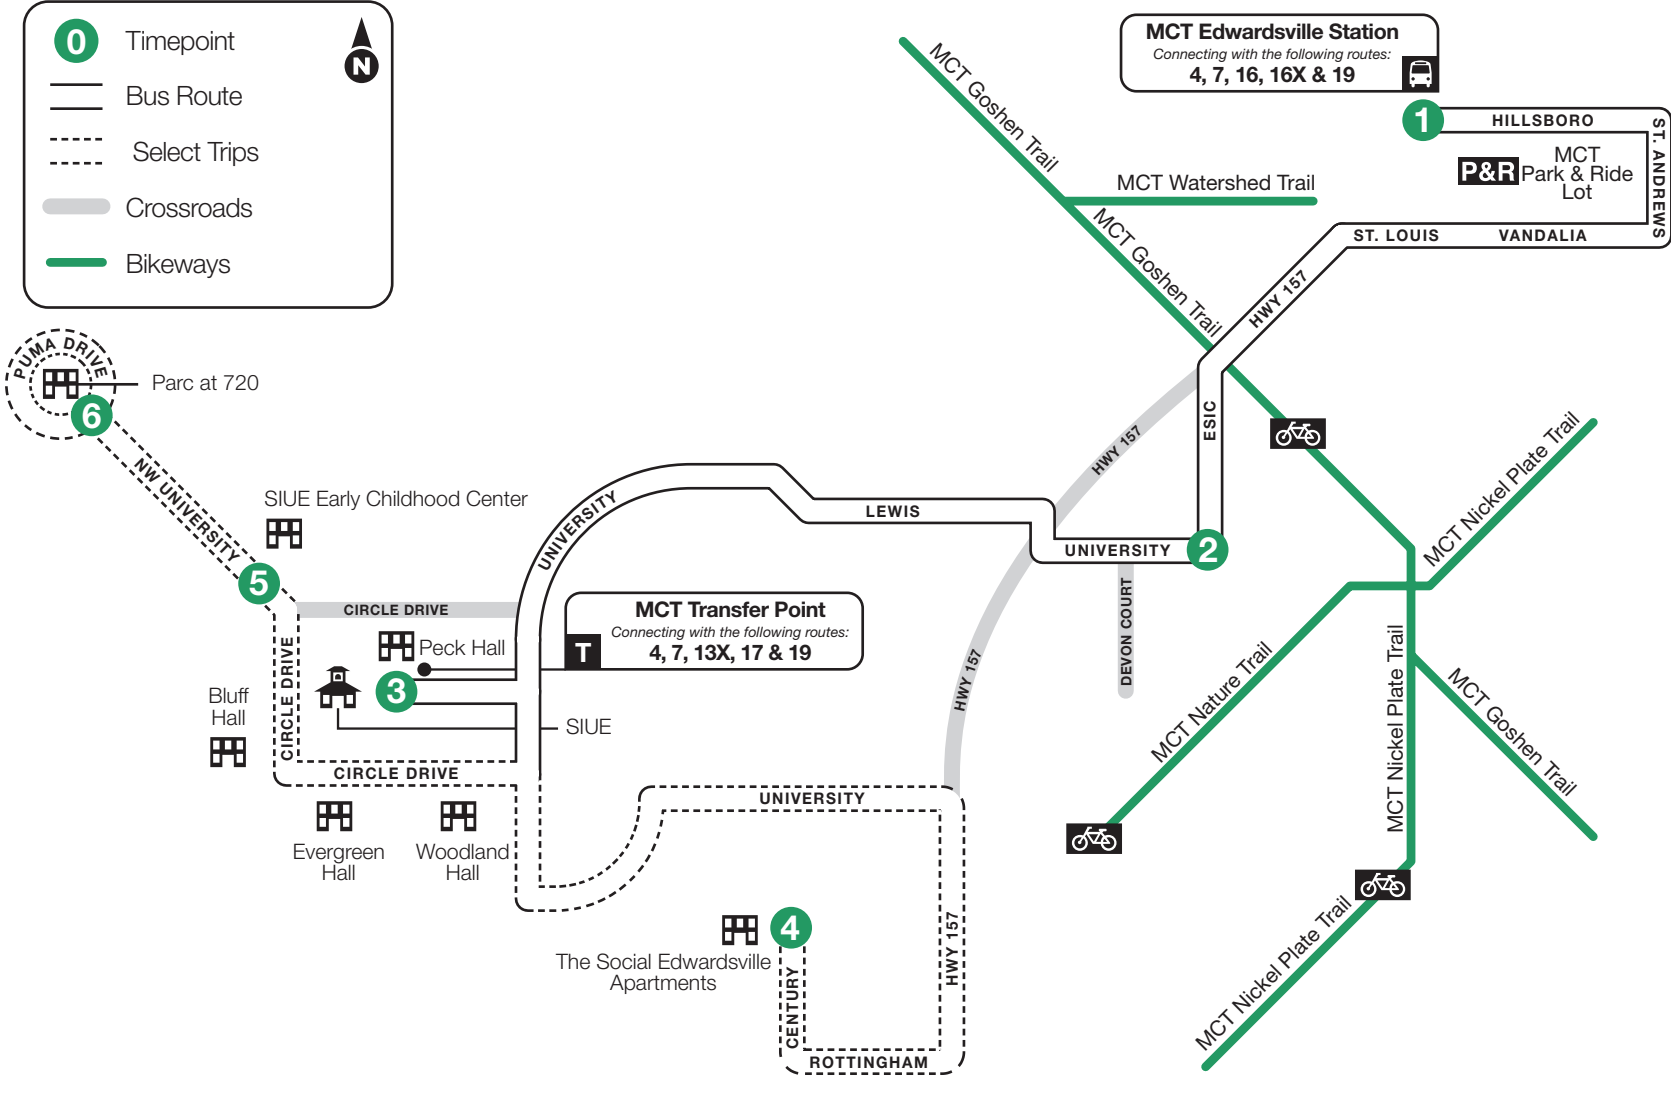 0 Timepoint
N
Bus Route
Select Trips
Crossroads
Bikeways
MCT Edwardsville Station
Connecting with the following routes:
4, 7, 16, 16X & 19
1
HILLSBORO
ST. ANDREWS
P&R
MCT
Park & Ride
Lot
ST. LOUIS
VANDALIA
HWY 157
MCT Goshen Trail
MCT Watershed Trail
MCT Goshen Trail
ESIC
HWY 157
2
UNIVERSITY
DEVON COURT
LEWIS
UNIVERSITY
HWY 157
PUMA DRIVE
Parc at 720
6
NW UNIVERSITY
SIUE Early Childhood Center
5
CIRCLE DRIVE
CIRCLE DRIVE
Peck Hall
3
MCT Transfer Point
Connecting with the following routes:
4, 7, 13X, 17 & 19
T
SIUE
Bluff
Hall
CIRCLE DRIVE
Evergreen
Hall
Woodland
Hall
UNIVERSITY
HWY 157
4
The Social Edwardsville
Apartments
CENTURY
ROTTINGHAM
MCT Nickel Plate Trail
MCT Nature Trail
MCT Nickel Plate Trail
MCT Goshen Trail
MCT Nickel Plate Trail